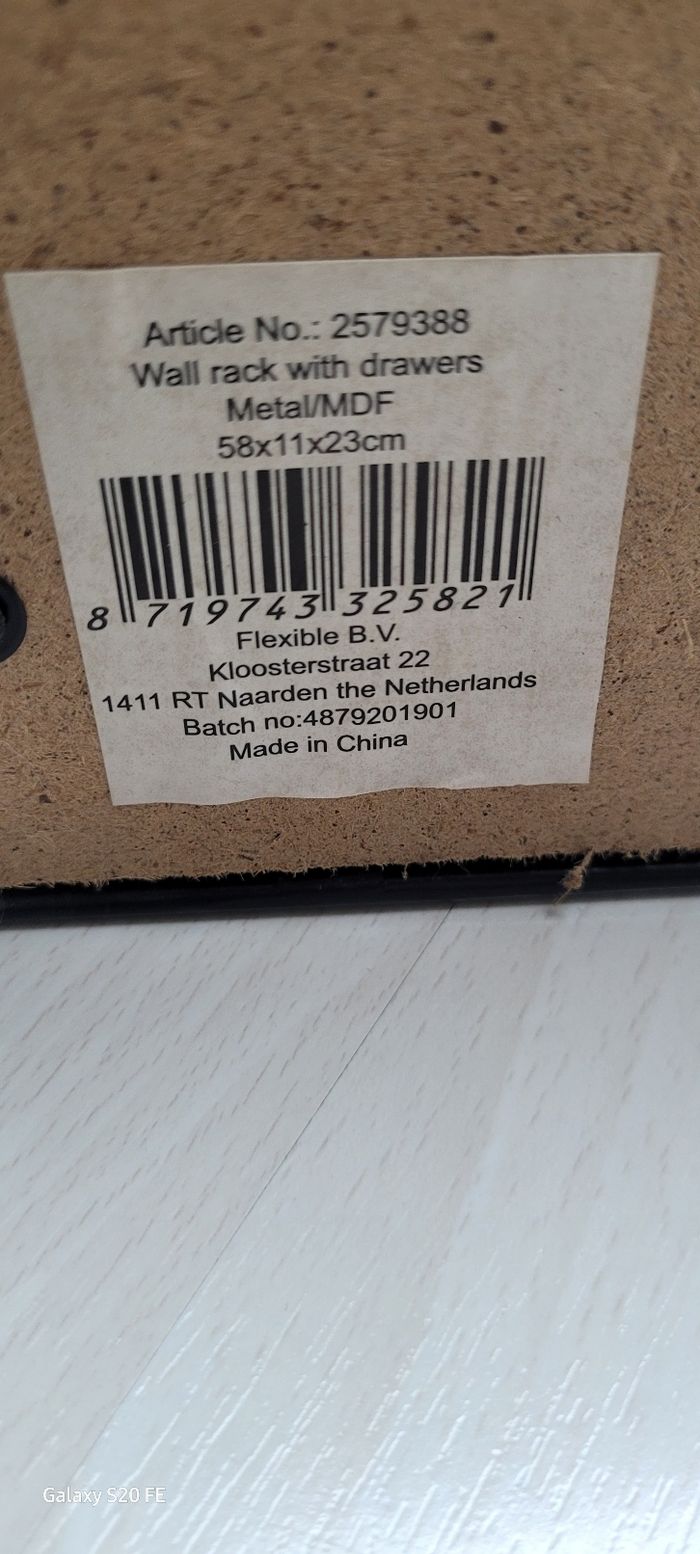 Article No.: 2579388
Wall rack with drawers
Metal/MDF
58x11x23cm
8 719743 325821
Flexible B.V.
Kloosterstraat 22
1411 RT Naarden the Netherlands
Batch no:4879201901
Made in China
Galaxy S20 FE